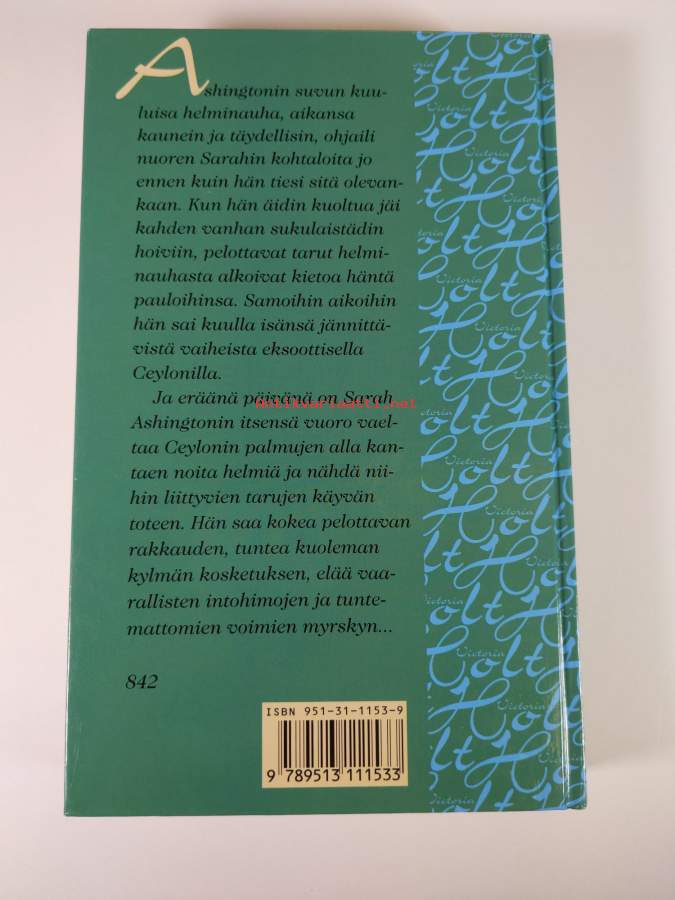 Ashingtonin suvun kuu-
luisa helminauha, aikansa
kaunein ja täydellisin, ohjaili
nuoren Sarahin kohtaloita jo
ennen kuin hän tiesi sitä olevan-
kaan. Kun hän äidin kuoltua jäi
kahden vanhan sukulaistädin
hoiviin, pelottavat tarut helmi-
nauhasta alkoivat kietoa häntä
pauloihinsa. Samoihin aikoihin
hän sai kuulla isänsä jännittä-
vistä vaiheista eksoottisella
Ceylonilla.
Ja eräänä päivänä on Sarah
Ashingtonin itsensä vuoro vael-
taa Ceylonin palmujen alla kan-
taen noita helmiä ja nähdä nii-
hin liittyvien tarujen käyvän
toteen. Hän saa kokea pelottavan
rakkauden, tuntea kuoleman
kylmän kosketuksen, elää vaa-
rallisten intohimojen ja tunte-
mattomien voimien myrskyn...
842
ISBN 951-31-1153-9
9 789513 111533
Victoria
Holt
antikvariaatti.net